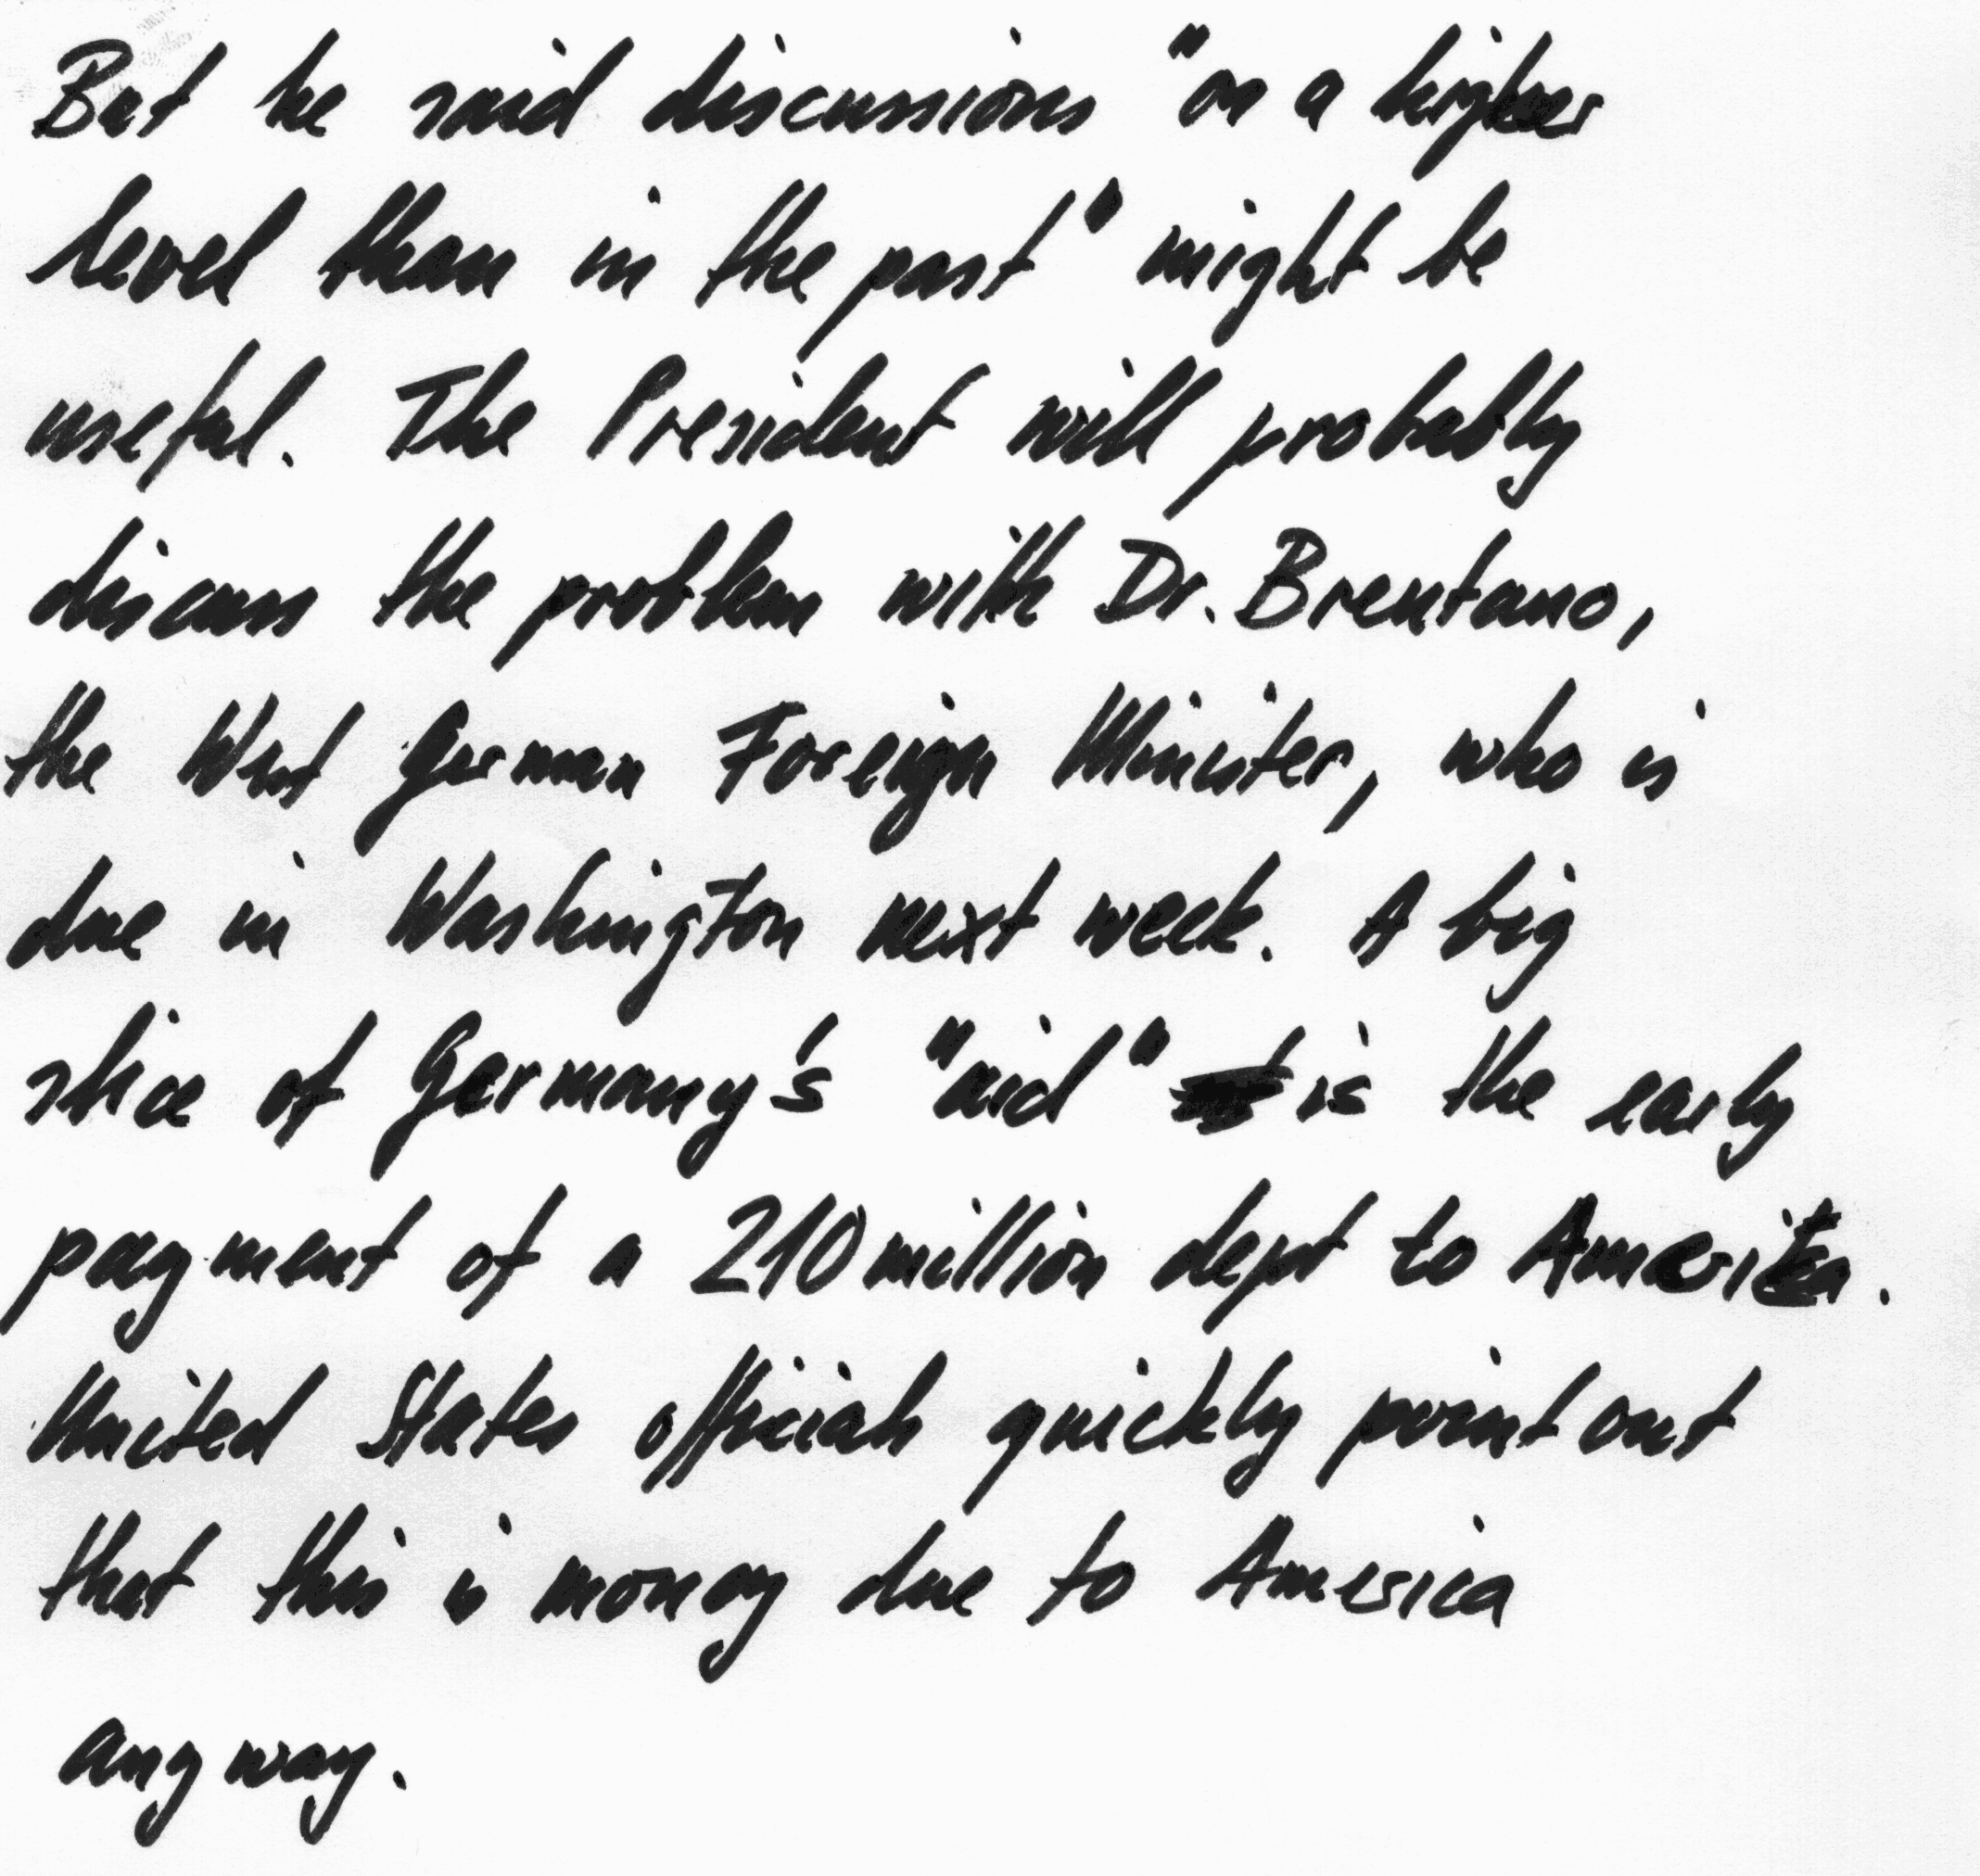 But he said discussions "on a higher
level than in the past" might be
useful. The President will probably
discuss the problem with Dr. Brentano,
the West German Foreign Minister, who is
due in Washington next week. A big
slice of Germany's "aid" is the early
payment of a 210 million dept to America.
United States officials quickly point out
that this is money due to America
anyway.